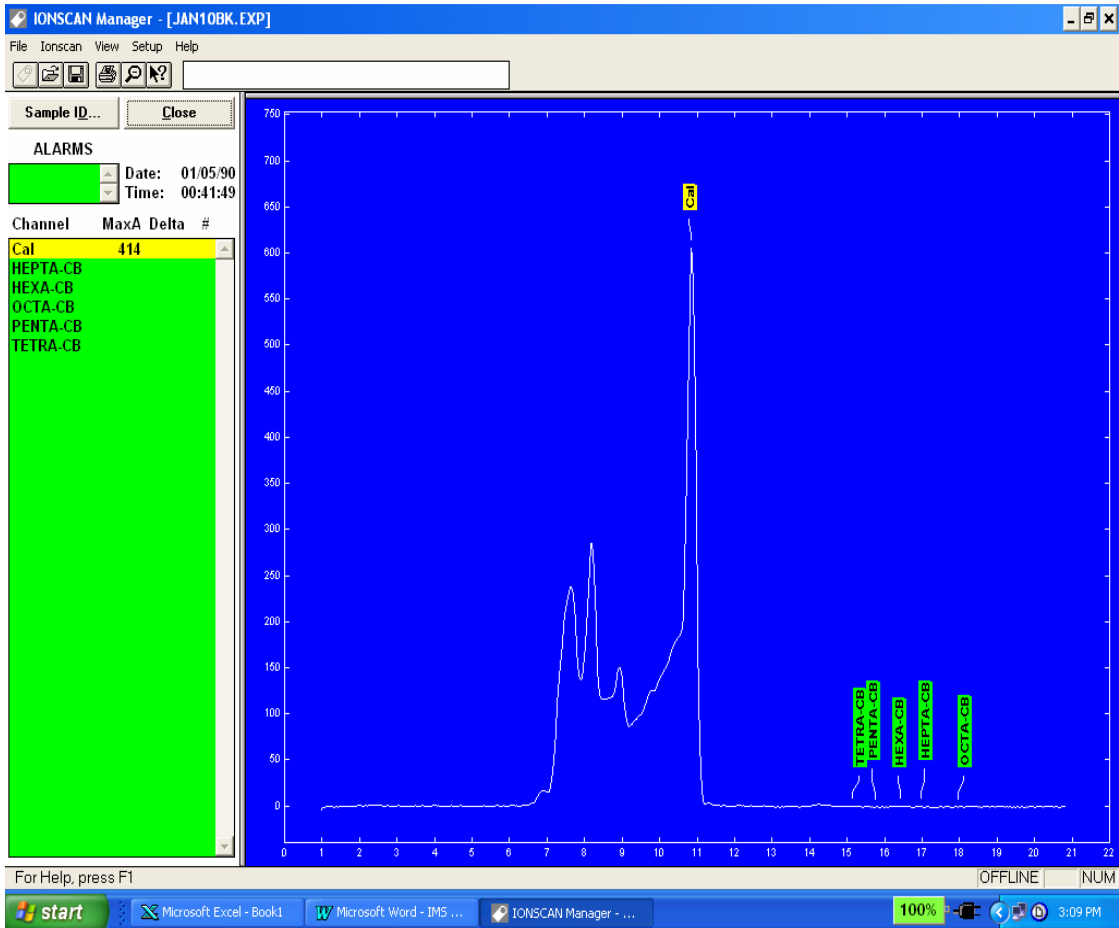 IONSCAN Manager - [JAN10BK.EXP]
File Ionscan View Setup Help
Sample ID... Close
ALARMS
Date: 01/05/90
Time: 00:41:49
Channel MaxA Delta #
Cal 414
HEPTA-CB
HEXA-CB
OCTA-CB
PENTA-CB
TETRA-CB
750
700
650
600
550
500
450
400
350
300
250
200
150
100
50
0
Cal
TETRA-CB
PENTA-CB
HEXA-CB
HEPTA-CB
OCTA-CB
0 1 2 3 4 5 6 7 8 9 10 11 12 13 14 15 16 17 18 19 20 21 22
For Help, press F1 OFFLINE NUM
start Microsoft Excel - Book1 Microsoft Word - IMS ... IONSCAN Manager - ... 100% 3:09 PM